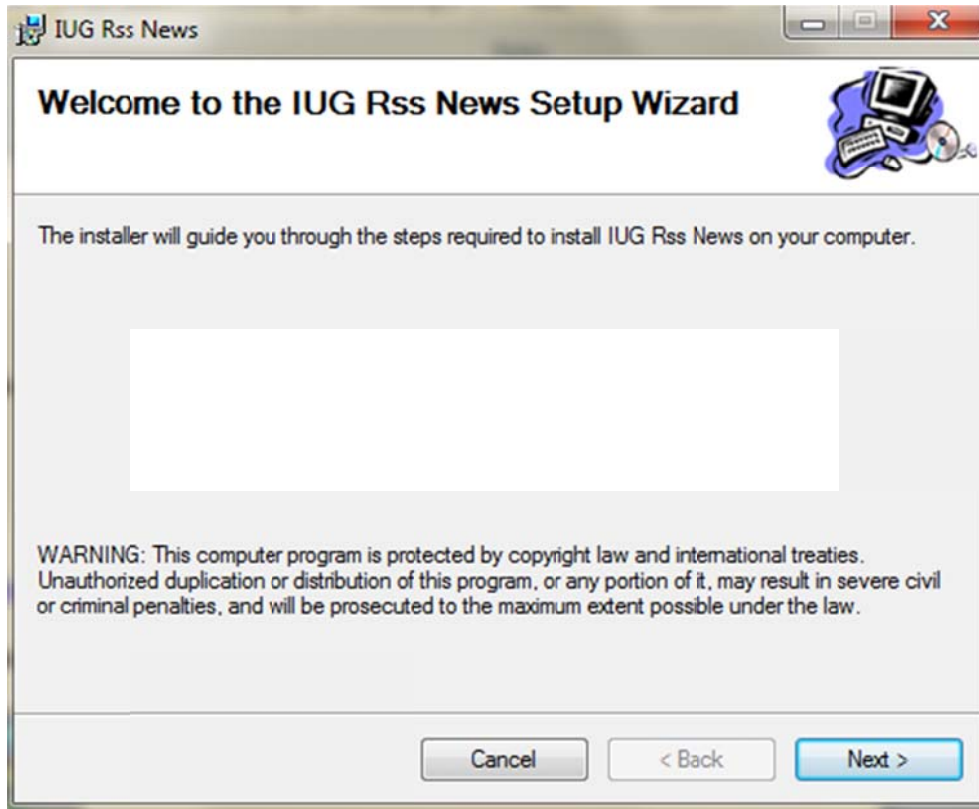 IUG Rss News
Welcome to the IUG Rss News Setup Wizard
The installer will guide you through the steps required to install IUG Rss News on your computer.
WARNING: This computer program is protected by copyright law and international treaties.
Unauthorized duplication or distribution of this program, or any portion of it, may result in severe civil
or criminal penalties, and will be prosecuted to the maximum extent possible under the law.
Cancel
< Back
Next >